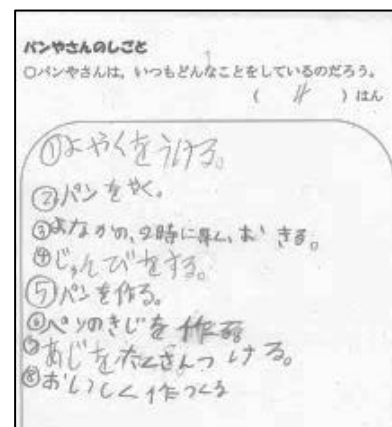 パンやさんのしごと
○パンやさんは、いつもどんなことをしているのだろう。
( 4 ) はん
①よやくをうける。
②パンをやく。
③よなかの、2時に早く、おきる。
④じゅんびをする。
⑤パンを作る。
⑥パンのきじを作る
⑦あじをたくさんつける。
⑧おいしく作つくる